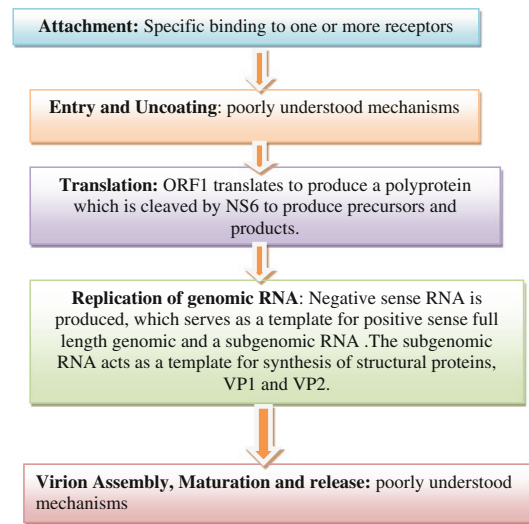 Attachment: Specific binding to one or more receptors
Entry and Uncoating: poorly understood mechanisms
Translation: ORF1 translates to produce a polyprotein
which is cleaved by NS6 to produce precursors and
products.
Replication of genomic RNA: Negative sense RNA is
produced, which serves as a template for positive sense full
length genomic and a subgenomic RNA .The subgenomic
RNA acts as a template for synthesis of structural proteins,
VP1 and VP2.
Virion Assembly, Maturation and release: poorly understood
mechanisms